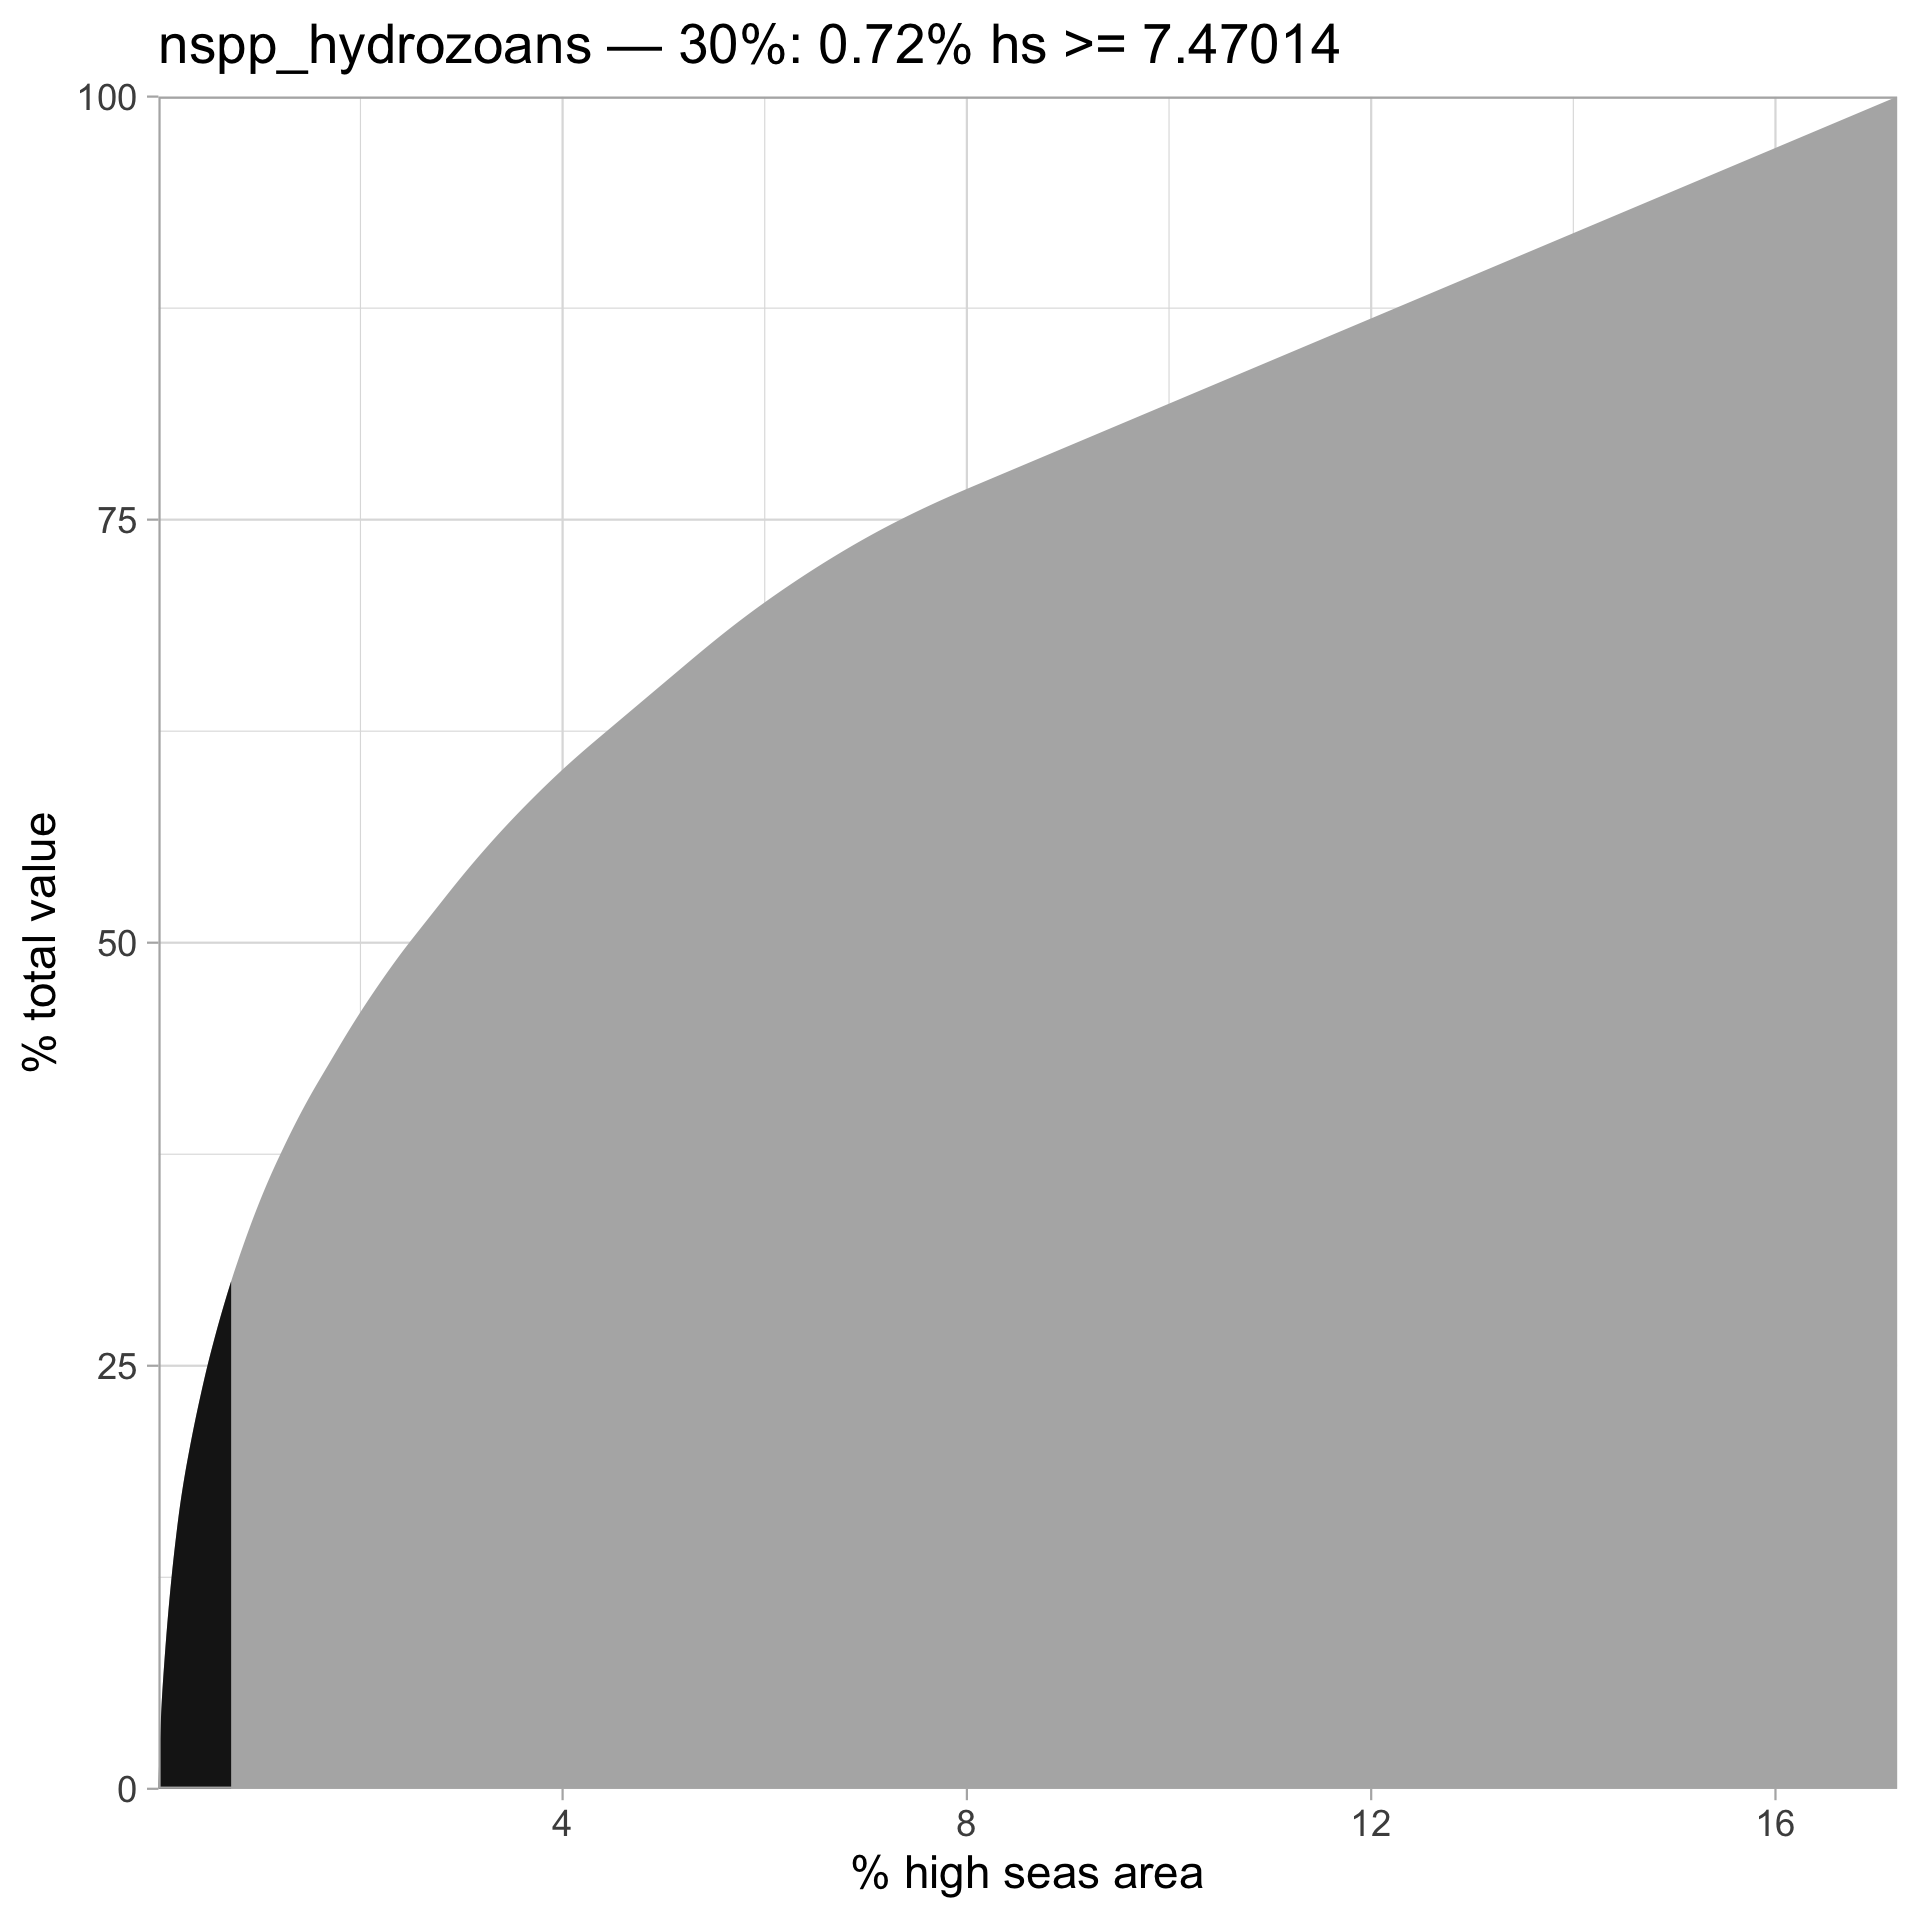 nspp_hydrozoans — 30%: 0.72% hs >= 7.47014
100
75
50
25
0
% total value
4 8 12 16
% high seas area